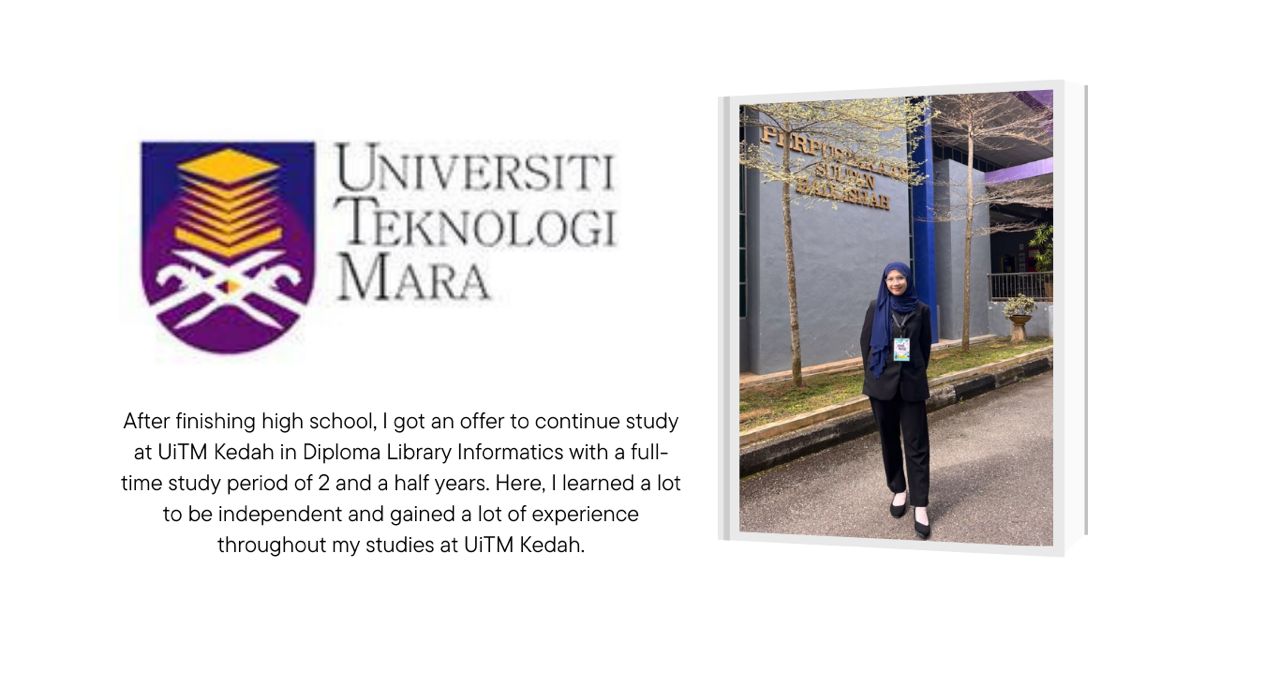 UNIVERSITI
TEKNOLOGI
MARA
After finishing high school, I got an offer to continue study
at UiTM Kedah in Diploma Library Informatics with a full-
time study period of 2 and a half years. Here, I learned a lot
to be independent and gained a lot of experience
throughout my studies at UiTM Kedah.
PERPUSTAKAAN
SULTAN
BADLISHAH